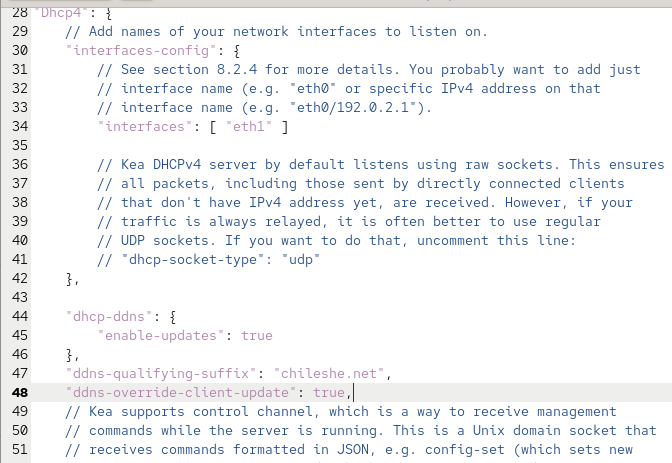 28 "Dhcp4": {
29     // Add names of your network interfaces to listen on.
30     "interfaces-config": {
31         // See section 8.2.4 for more details. You probably want to add just
32         // interface name (e.g. "eth0" or specific IPv4 address on that
33         // interface name (e.g. "eth0/192.0.2.1").
34         "interfaces": [ "eth1" ]
35
36         // Kea DHCPv4 server by default listens using raw sockets. This ensures
37         // all packets, including those sent by directly connected clients
38         // that don't have IPv4 address yet, are received. However, if your
39         // traffic is always relayed, it is often better to use regular
40         // UDP sockets. If you want to do that, uncomment this line:
41         // "dhcp-socket-type": "udp"
42     },
43
44     "dhcp-ddns": {
45         "enable-updates": true
46     },
47     "ddns-qualifying-suffix": "chileshe.net",
48     "ddns-override-client-update": true,
49     // Kea supports control channel, which is a way to receive management
50     // commands while the server is running. This is a Unix domain socket that
51     // receives commands formatted in JSON, e.g. config-set (which sets new